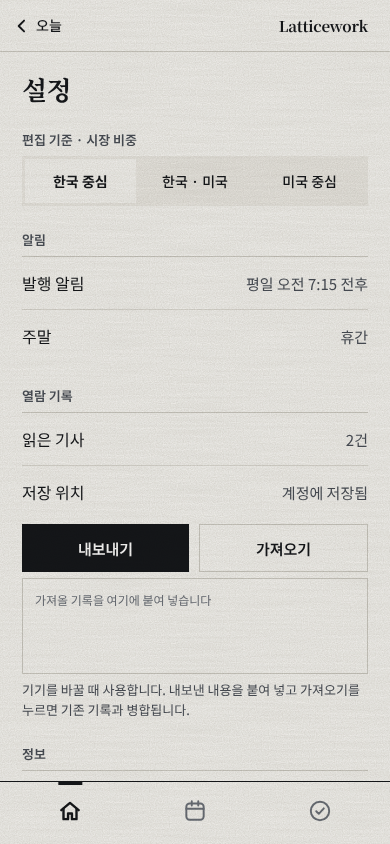 오늘
Latticework
설정
편집 기준 · 시장 비중
한국 중심
한국 · 미국
미국 중심
알림
발행 알림
평일 오전 7:15 전후
주말
휴간
열람 기록
읽은 기사
2건
저장 위치
계정에 저장됨
내보내기
가져오기
가져올 기록을 여기에 붙여 넣습니다
기기를 바꿀 때 사용합니다. 내보낸 내용을 붙여 넣고 가져오기를
누르면 기존 기록과 병합됩니다.
정보